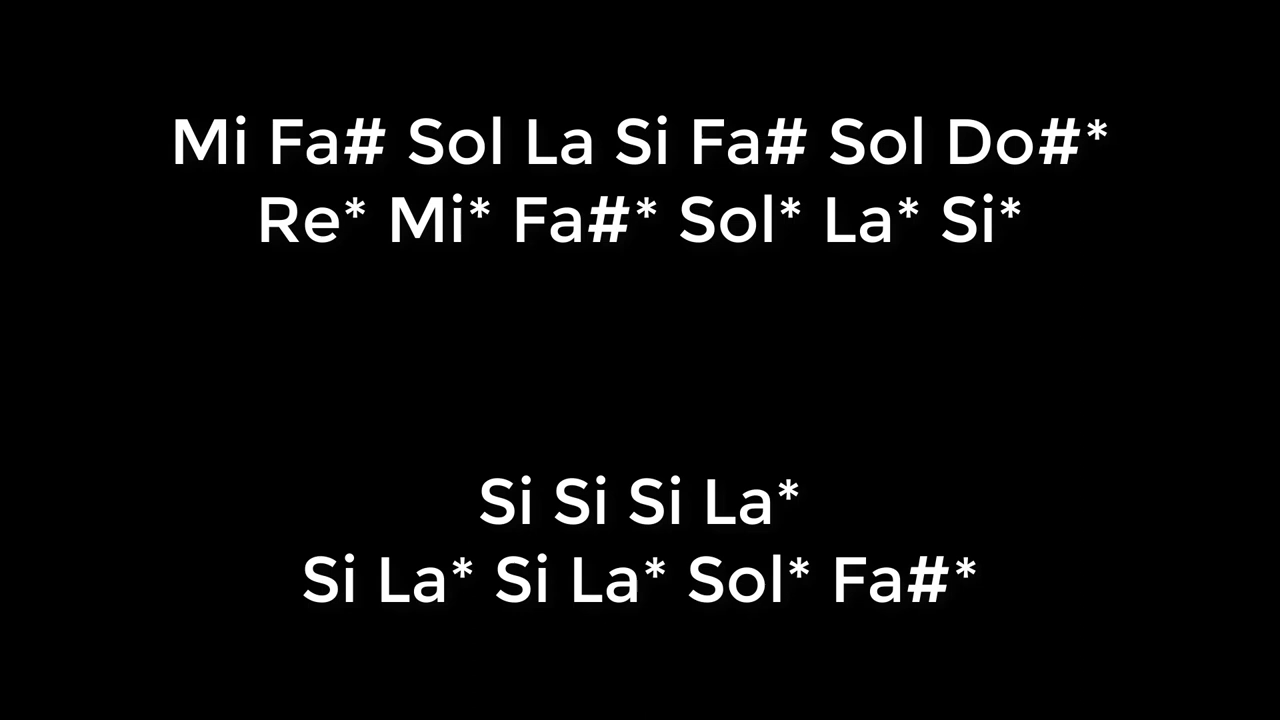 Mi Fa# Sol La Si Fa# Sol Do#*
Re* Mi* Fa#* Sol* La* Si*
Si Si Si La*
Si La* Si La* Sol* Fa#*